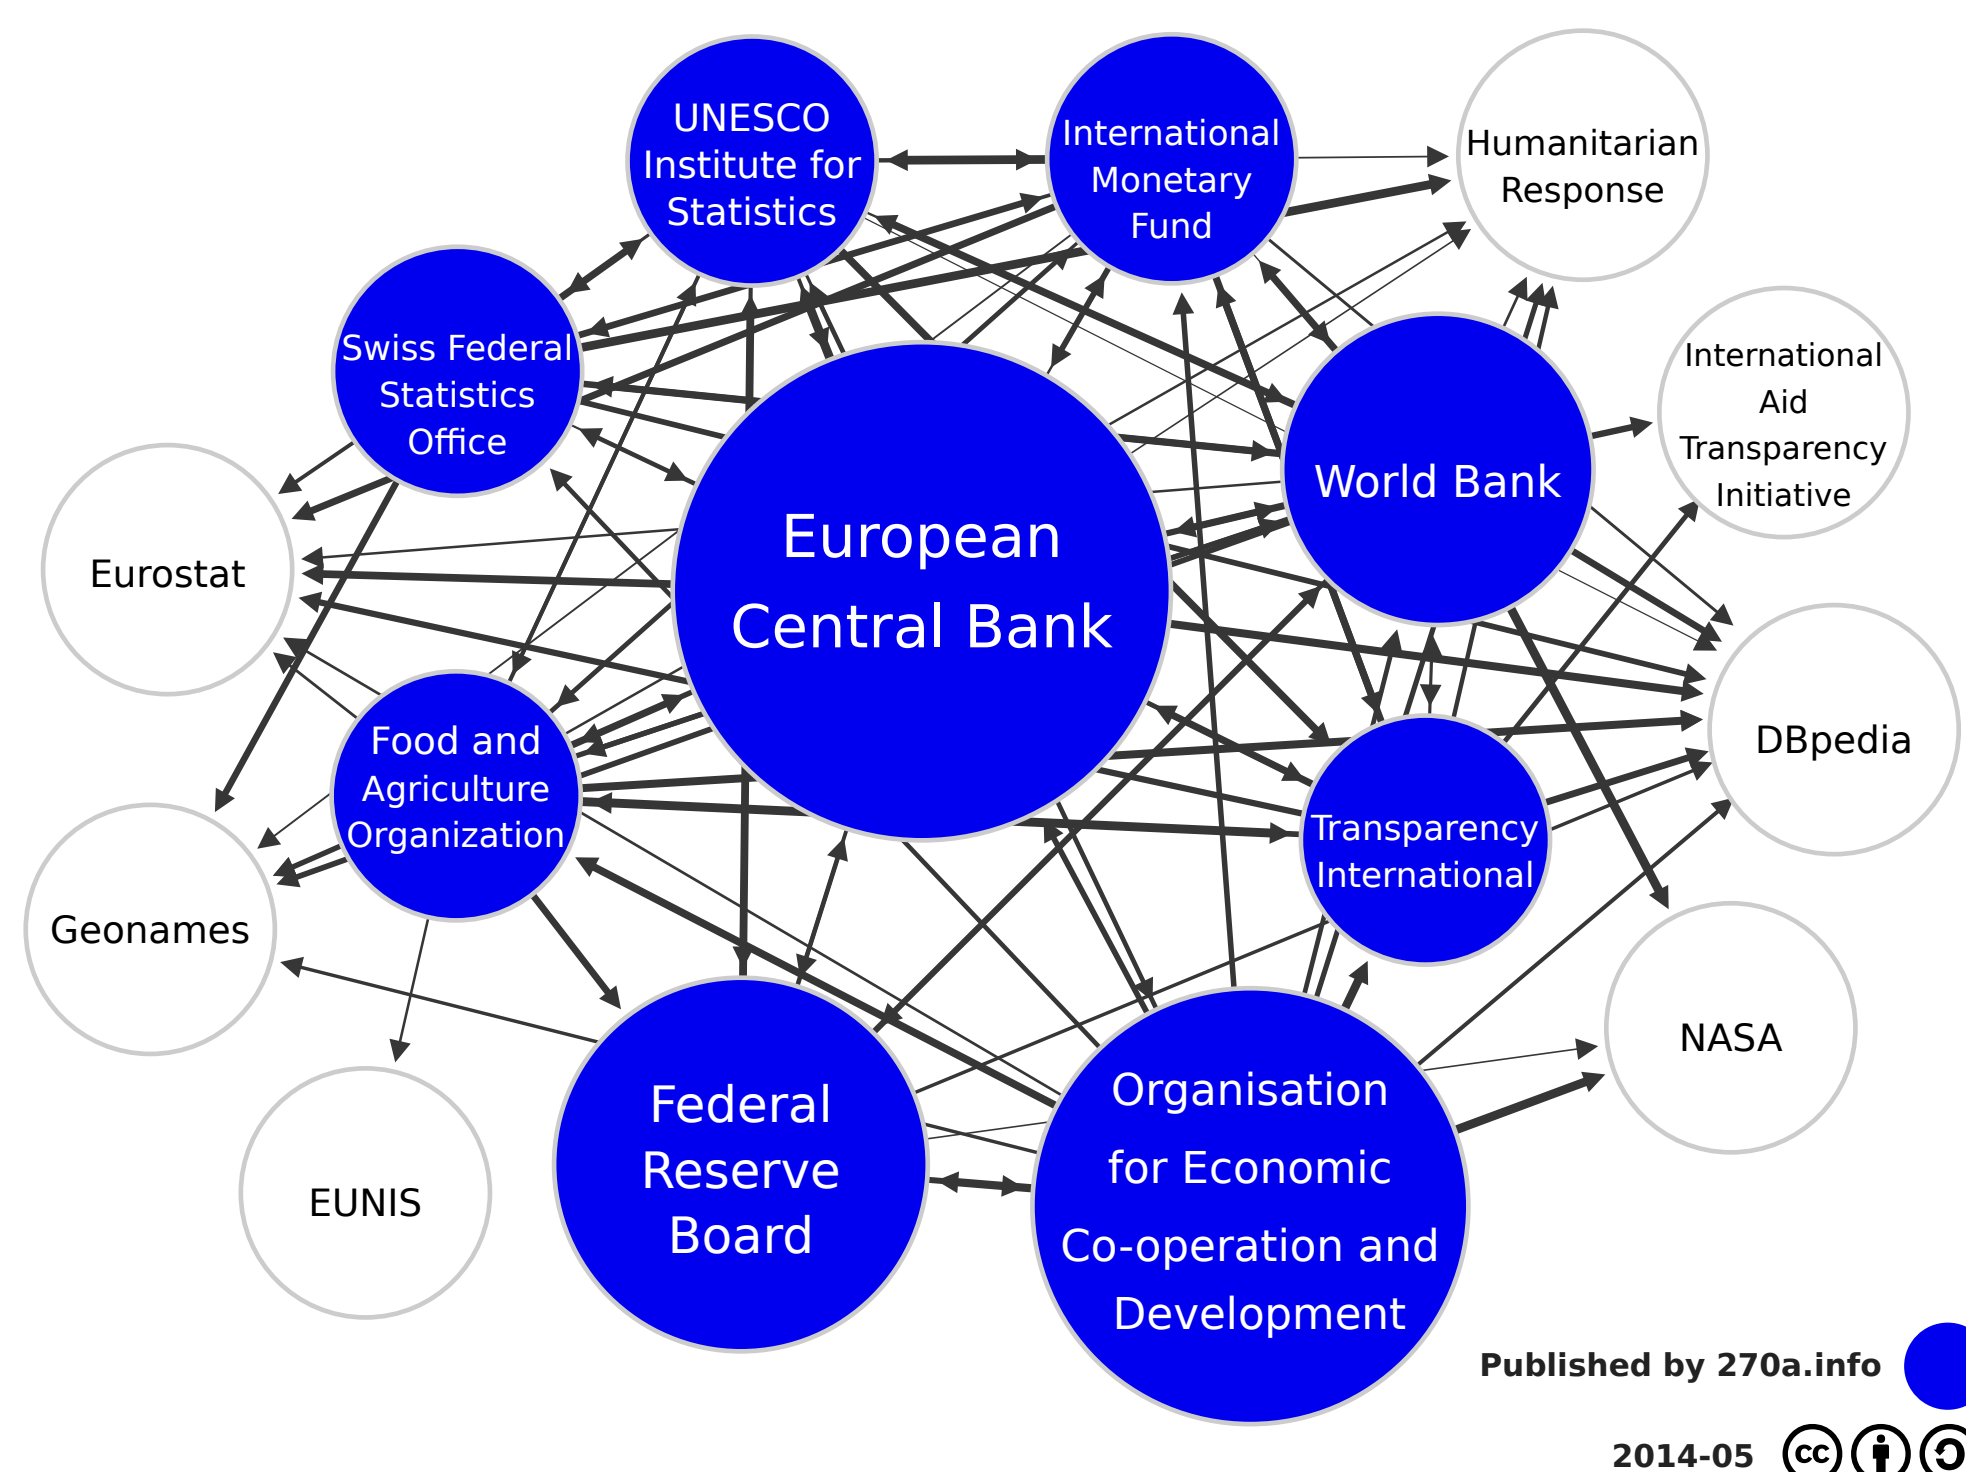 UNESCO
Institute for
Statistics
International
Monetary
Fund
Humanitarian
Response
Swiss Federal
Statistics
Office
International
Aid
Transparency
Initiative
World Bank
European
Central Bank
Eurostat
DBpedia
Food and
Agriculture
Organization
Transparency
International
Geonames
NASA
Federal
Reserve
Board
Organisation
for Economic
Co-operation and
Development
EUNIS
Published by 270a.info
2014-05
cc